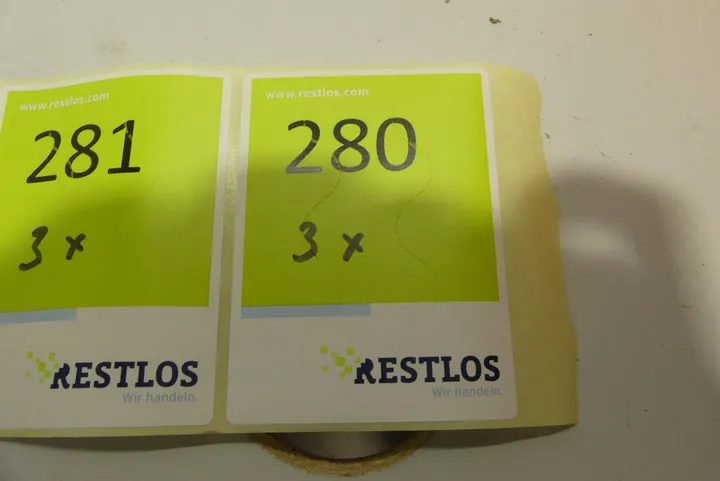 www.restlos.com
281
3 x
RESTLOS
Wir handeln.
www.restlos.com
280
3 x
RESTLOS
Wir handeln.